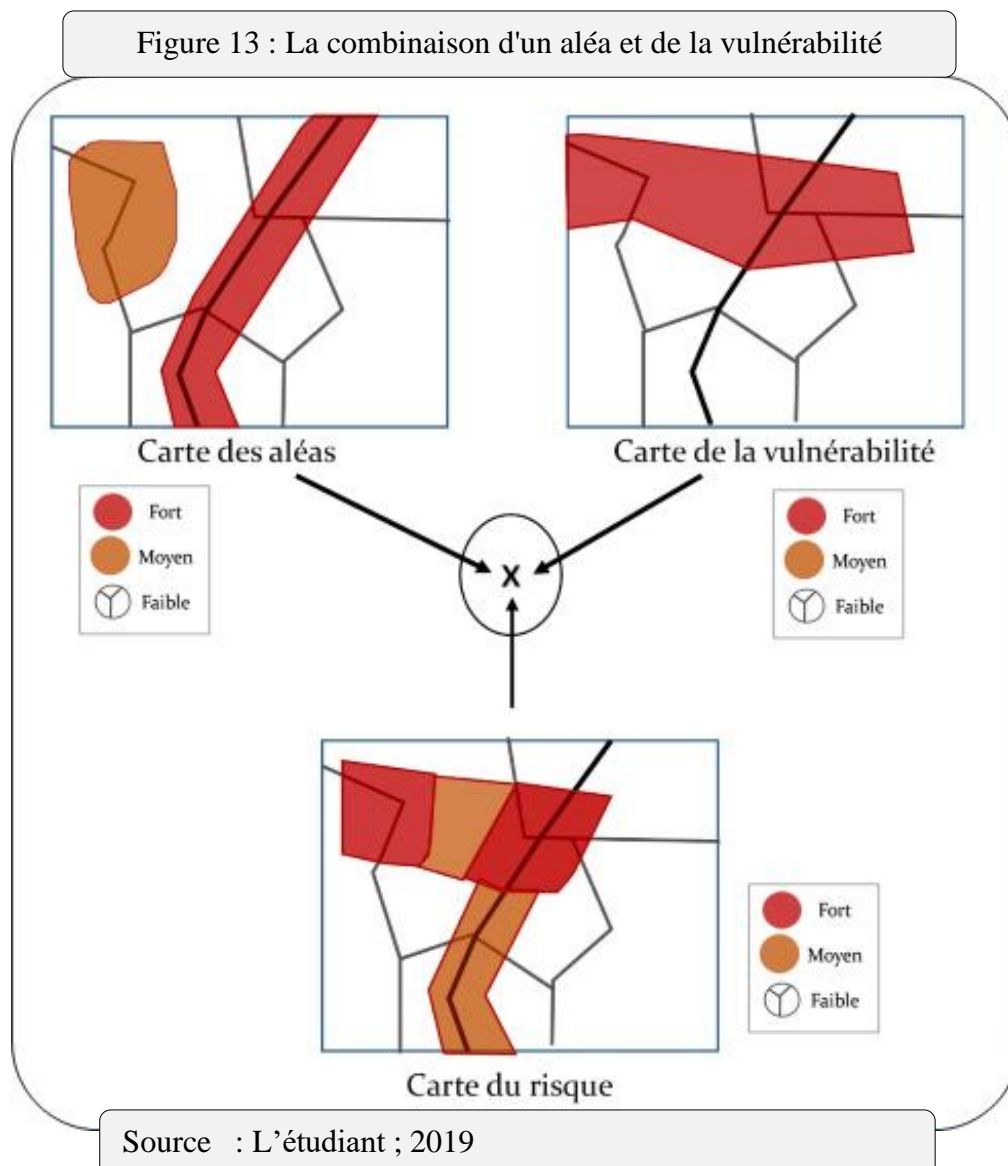 Figure 13 : La combinaison d'un aléa et de la vulnérabilité
Carte des aléas
Carte de la vulnérabilité
Fort
Moyen
Faible
Fort
Moyen
Faible
X
Fort
Moyen
Faible
Carte du risque
Source : L’étudiant ; 2019